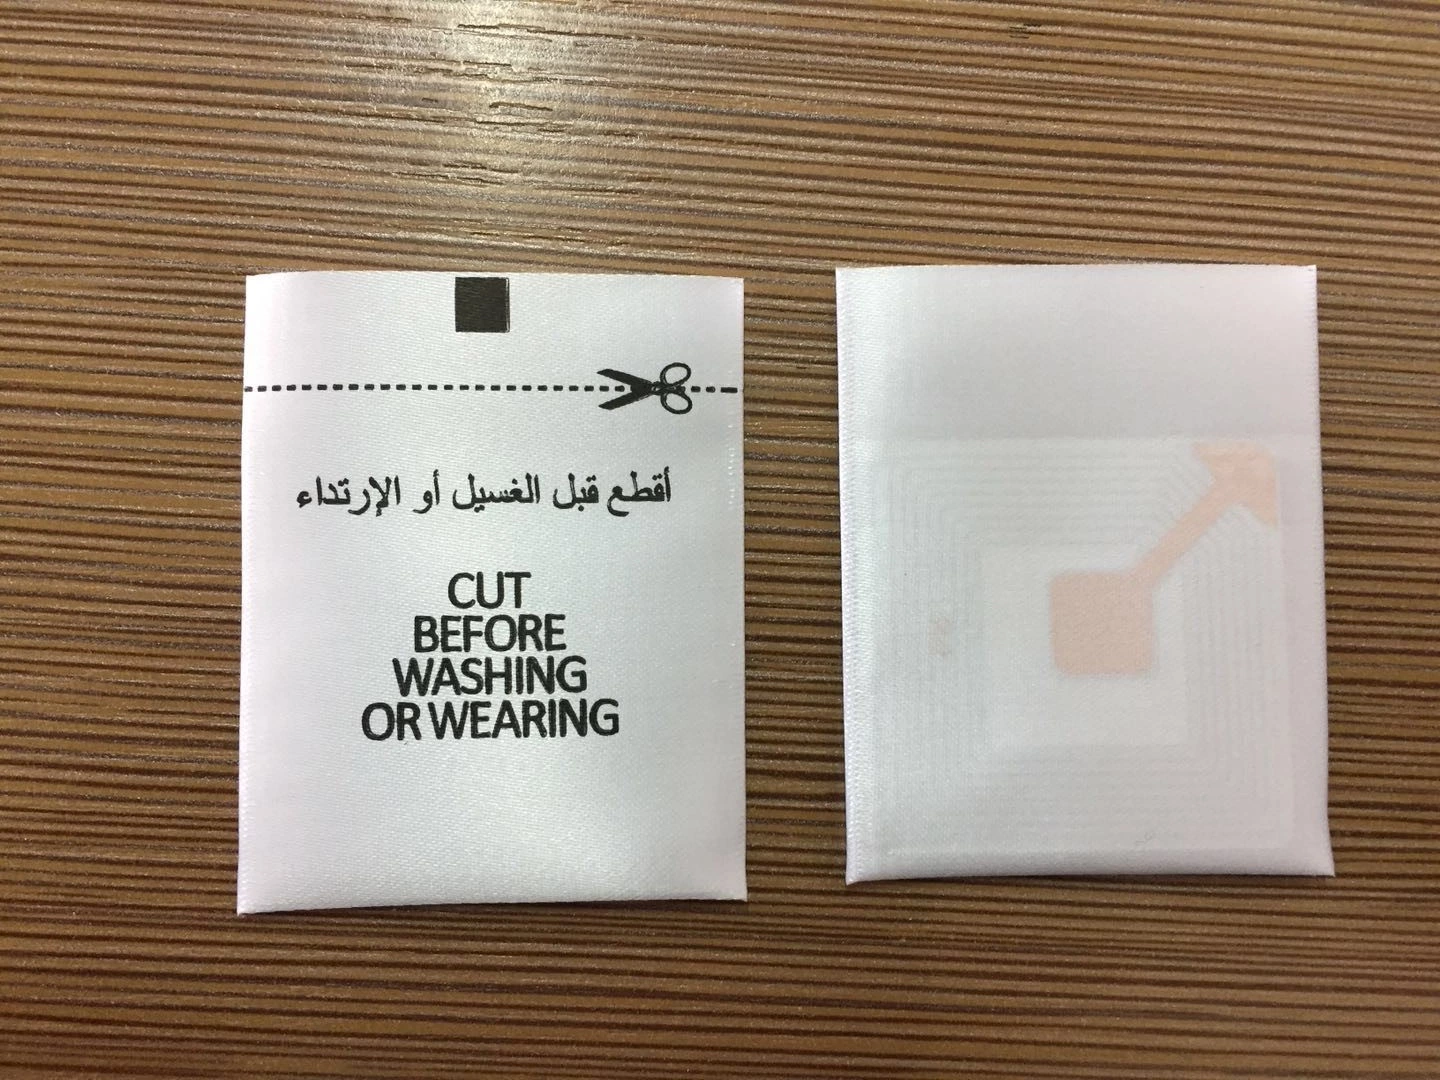 أقطع قبل الغسيل أو الإرتداء
CUT
BEFORE
WASHING
OR WEARING